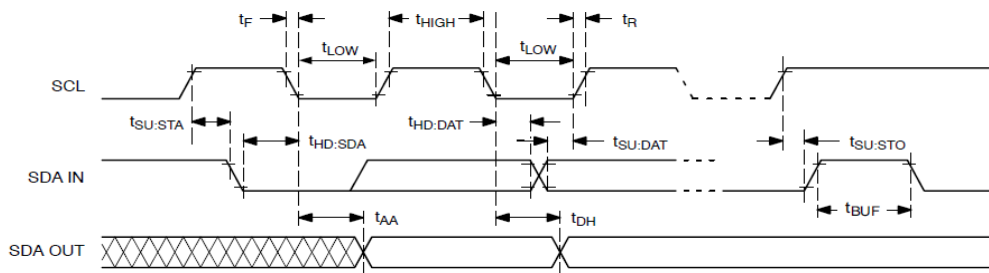 tF tHIGH tR
tLOW tLOW
SCL
tSU:STA tHD:DAT
tHD:SDA tSU:DAT tSU:STO
SDA IN
tAA tDH tBUF
SDA OUT